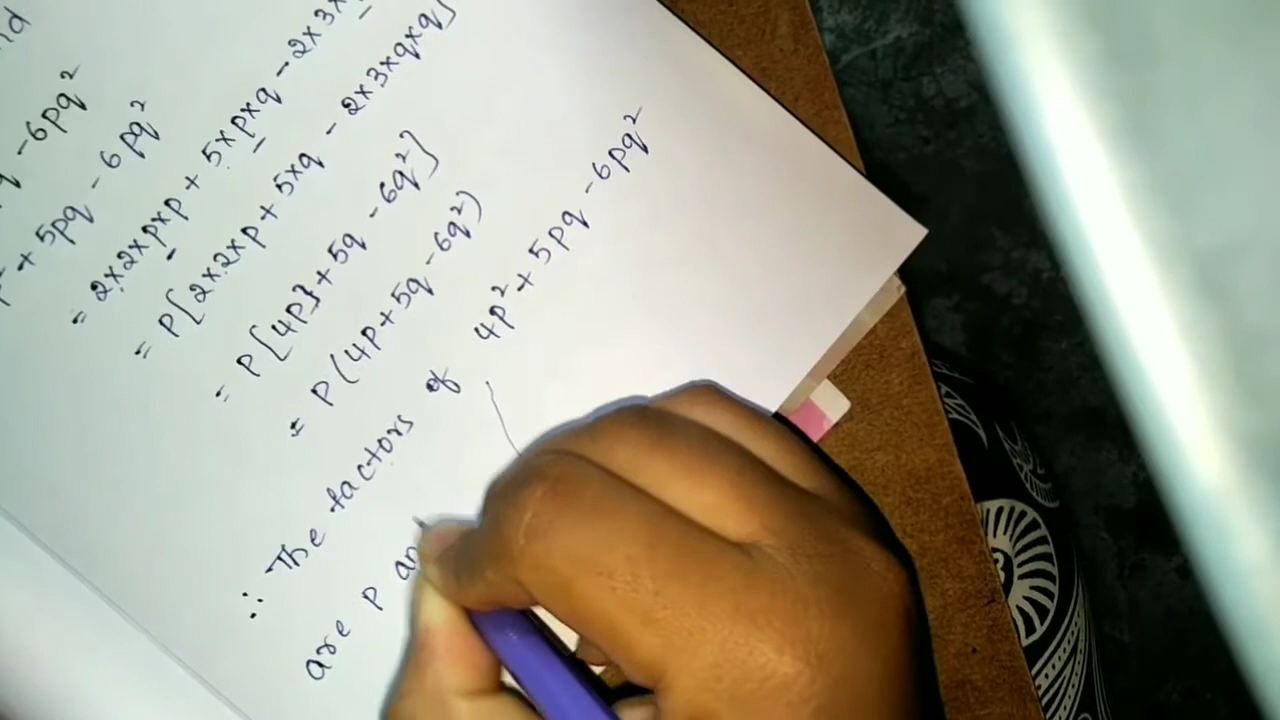 -6pq²
+ 5pq - 6pq²
= 2×2×p×p + 5×p×q - 2×3×
= p[2×2×p + 5×q - 2×3×q×q]
= p[4p]+5q - 6q²]
= p(4p+5q-6q²)
∴ The factors of 4p²+5pq-6pq²
are p an